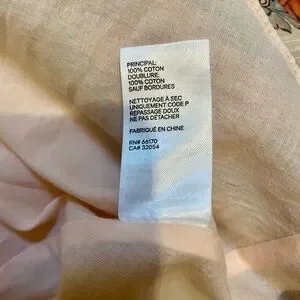 PRINCIPAL:
100% COTON
DOUBLURE:
100% COTON
SAUF BORDURES
NETTOYAGE À SEC
UNIQUEMENT CODE P
REPASSAGE DOUX
NE PAS DÉTACHER
FABRIQUÉ EN CHINE
RN# 66170
CA# 32054